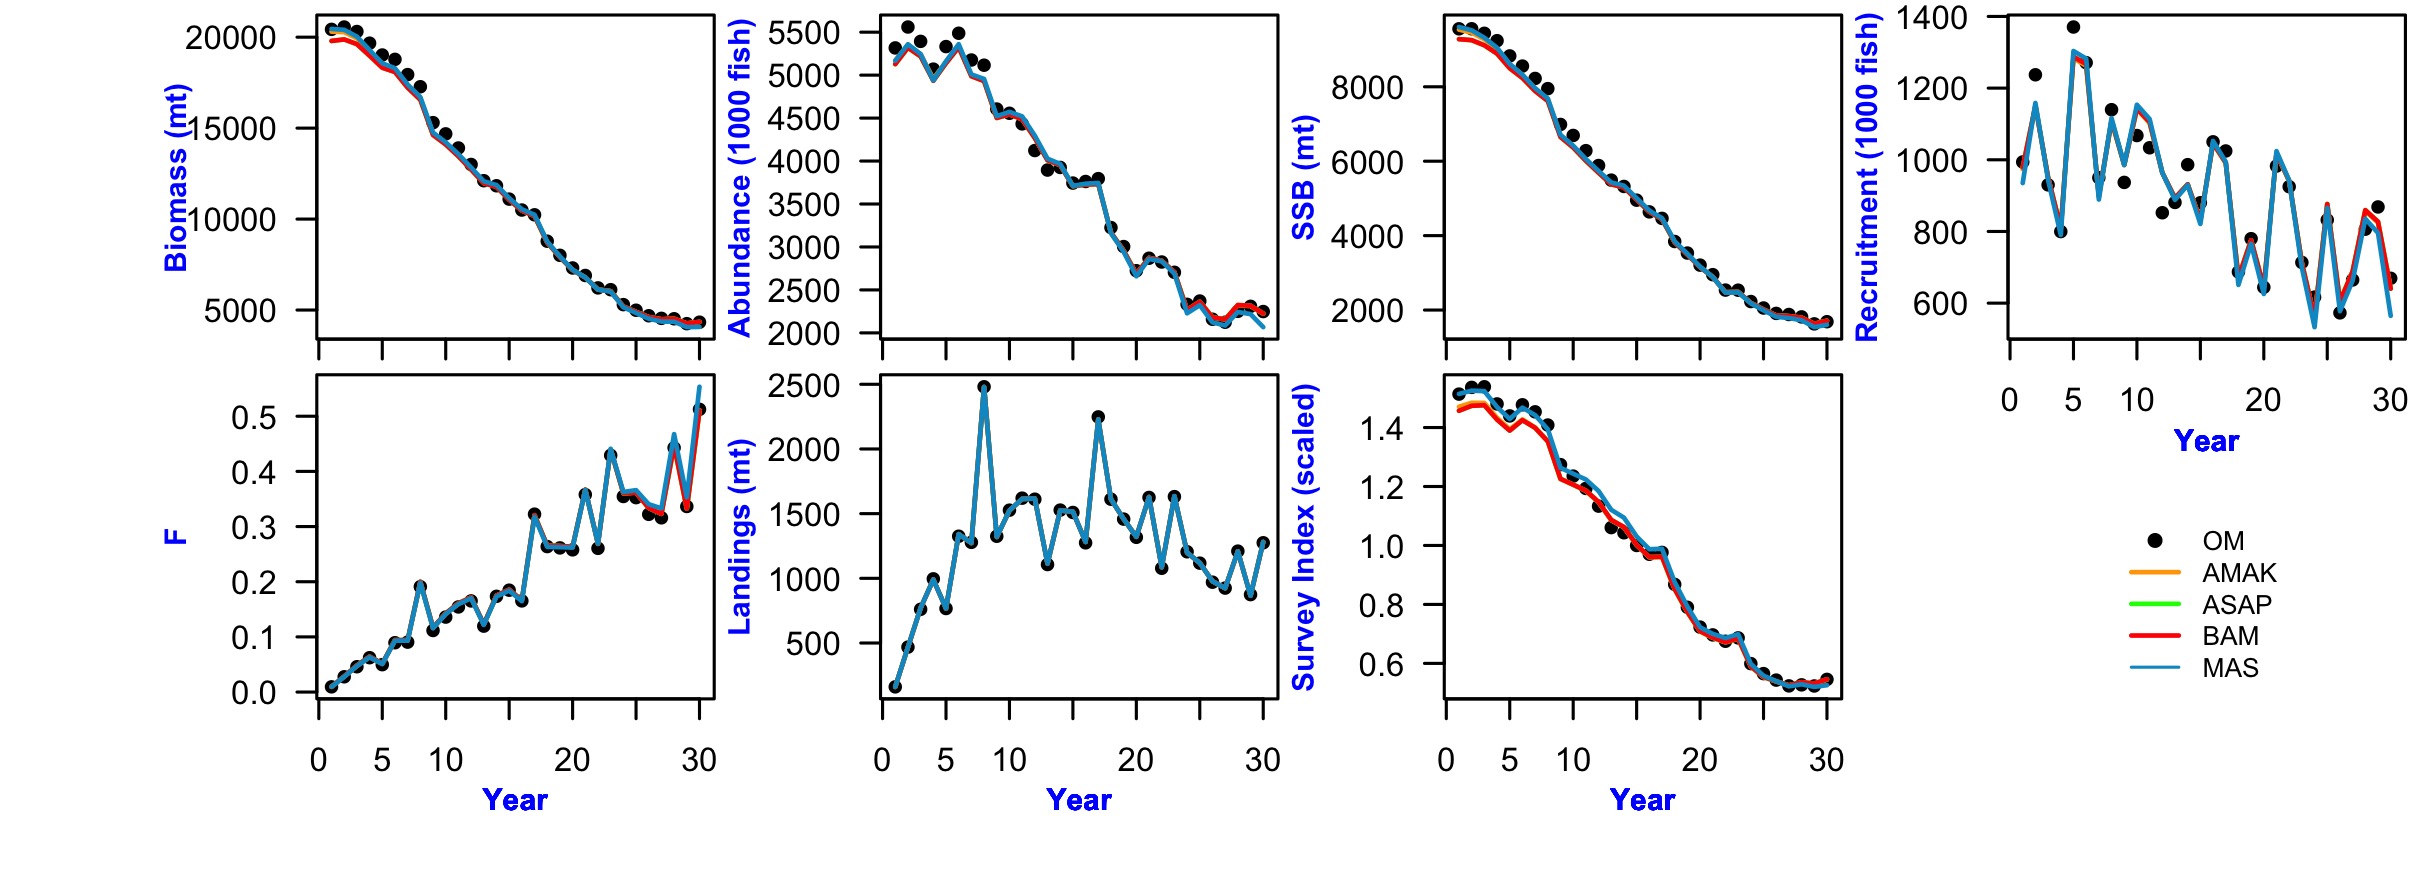 Biomass (mt)
20000
15000
10000
5000
Abundance (1000 fish)
5500
5000
4500
4000
3500
3000
2500
2000
SSB (mt)
8000
6000
4000
2000
Recruitment (1000 fish)
1400
1200
1000
800
600
0 5 10 20 30
Year
F
0.5
0.4
0.3
0.2
0.1
0.0
0 5 10 20 30
Year
Landings (mt)
2500
2000
1500
1000
500
0 5 10 20 30
Year
Survey Index (scaled)
1.4
1.2
1.0
0.8
0.6
0 5 10 20 30
Year
OM
AMAK
ASAP
BAM
MAS